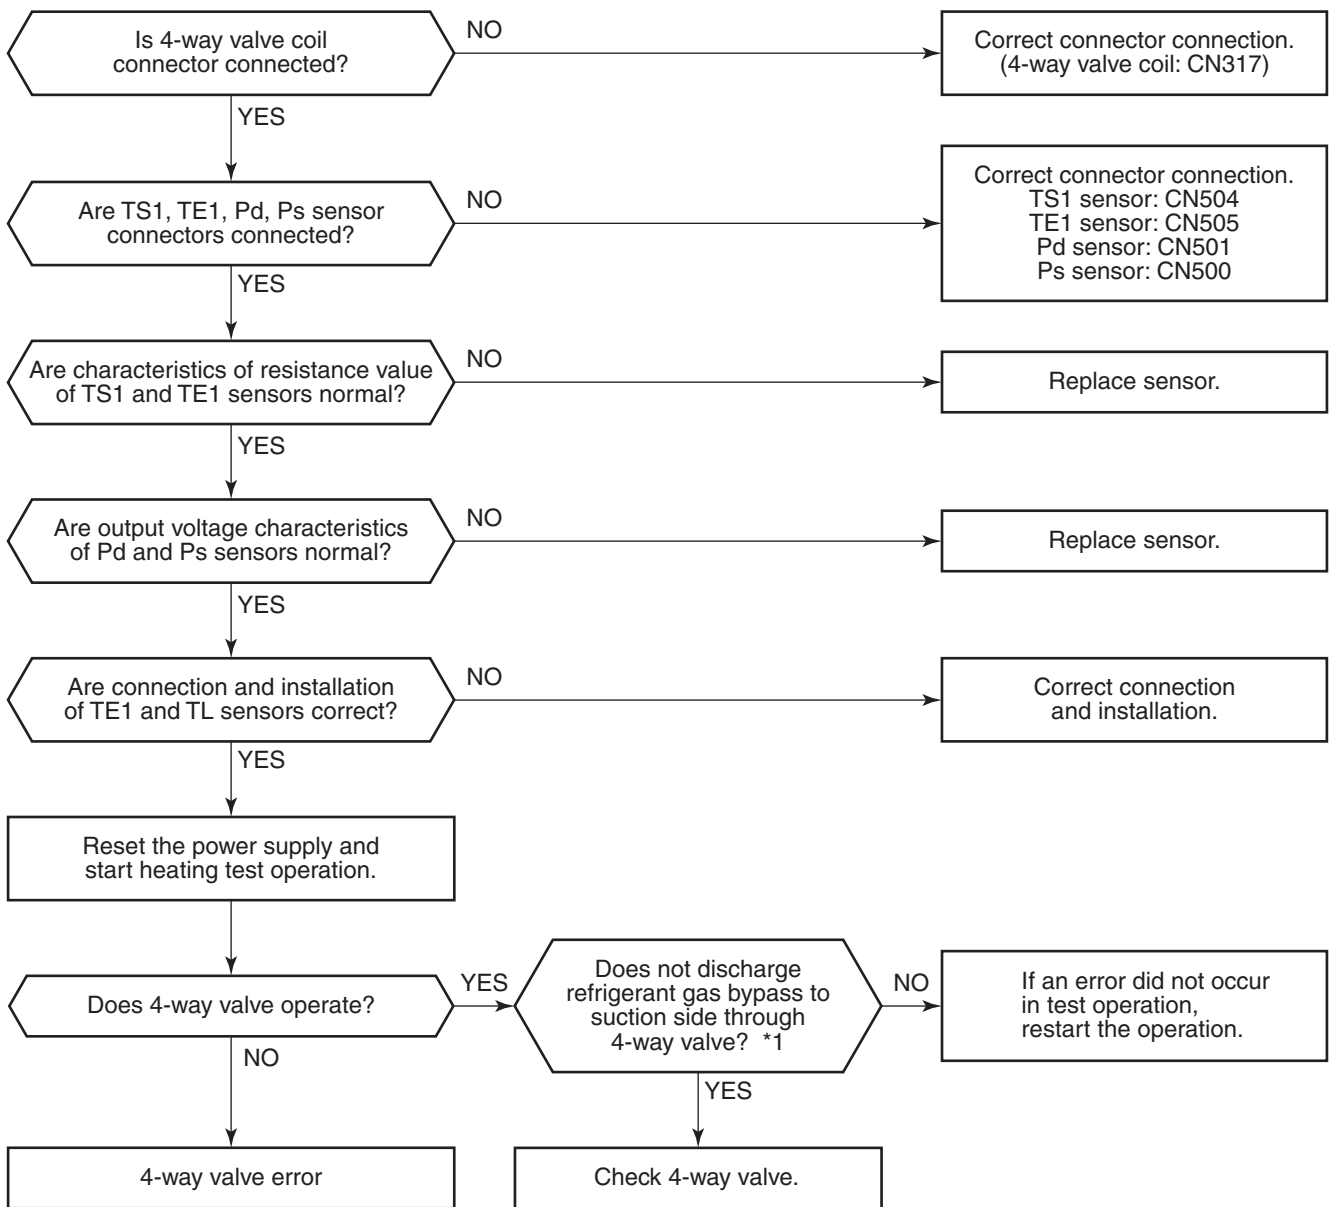 Is 4-way valve coil
connector connected?
NO
Correct connector connection.
(4-way valve coil: CN317)
YES
Are TS1, TE1, Pd, Ps sensor
connectors connected?
NO
Correct connector connection.
TS1 sensor: CN504
TE1 sensor: CN505
Pd sensor: CN501
Ps sensor: CN500
YES
Are characteristics of resistance value
of TS1 and TE1 sensors normal?
NO
Replace sensor.
YES
Are output voltage characteristics
of Pd and Ps sensors normal?
NO
Replace sensor.
YES
Are connection and installation
of TE1 and TL sensors correct?
NO
Correct connection
and installation.
YES
Reset the power supply and
start heating test operation.
Does 4-way valve operate?
YES
Does not discharge
refrigerant gas bypass to
suction side through
4-way valve? *1
NO
If an error did not occur
in test operation,
restart the operation.
NO
YES
4-way valve error
Check 4-way valve.